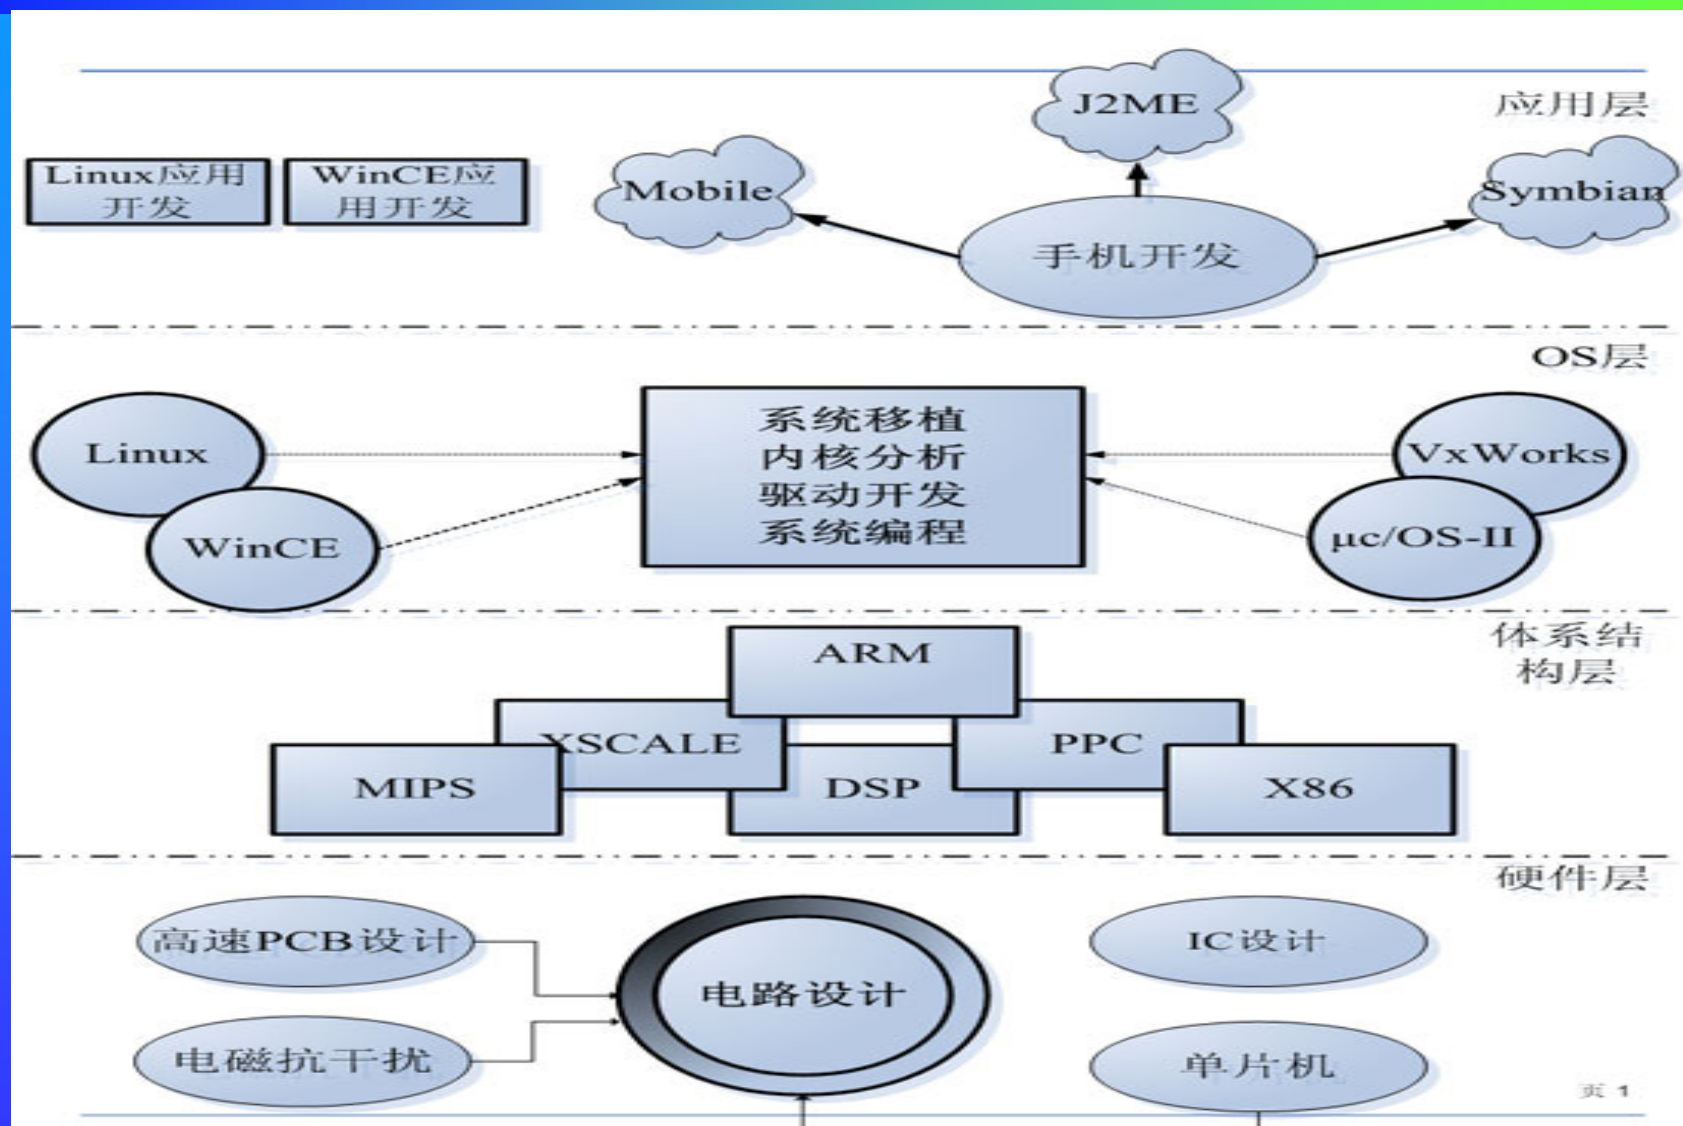 应用层
J2ME
Mobile
Symbian
Linux应用
开发
WinCE应
用开发
手机开发
OS层
Linux
WinCE
系统移植
内核分析
驱动开发
系统编程
VxWorks
μc/OS-II
体系结
构层
ARM
XSCALE
PPC
MIPS
DSP
X86
硬件层
高速PCB设计
电路设计
IC设计
电磁抗干扰
单片机
页 1